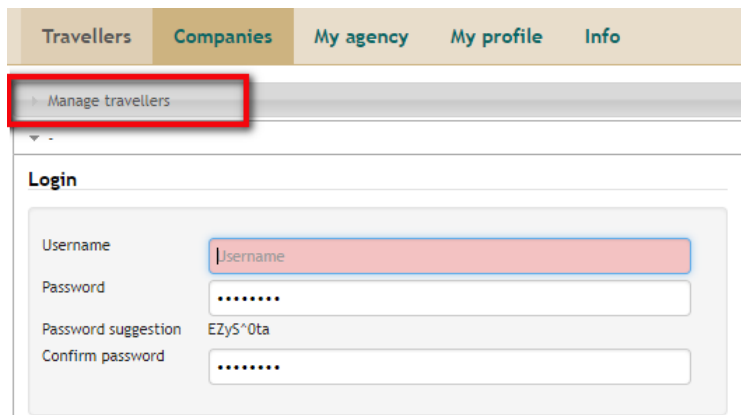 Travellers Companies My agency My profile Info
Manage travellers
-
Login
Username Username
Password ••••••••
Password suggestion EZyS^0ta
Confirm password ••••••••